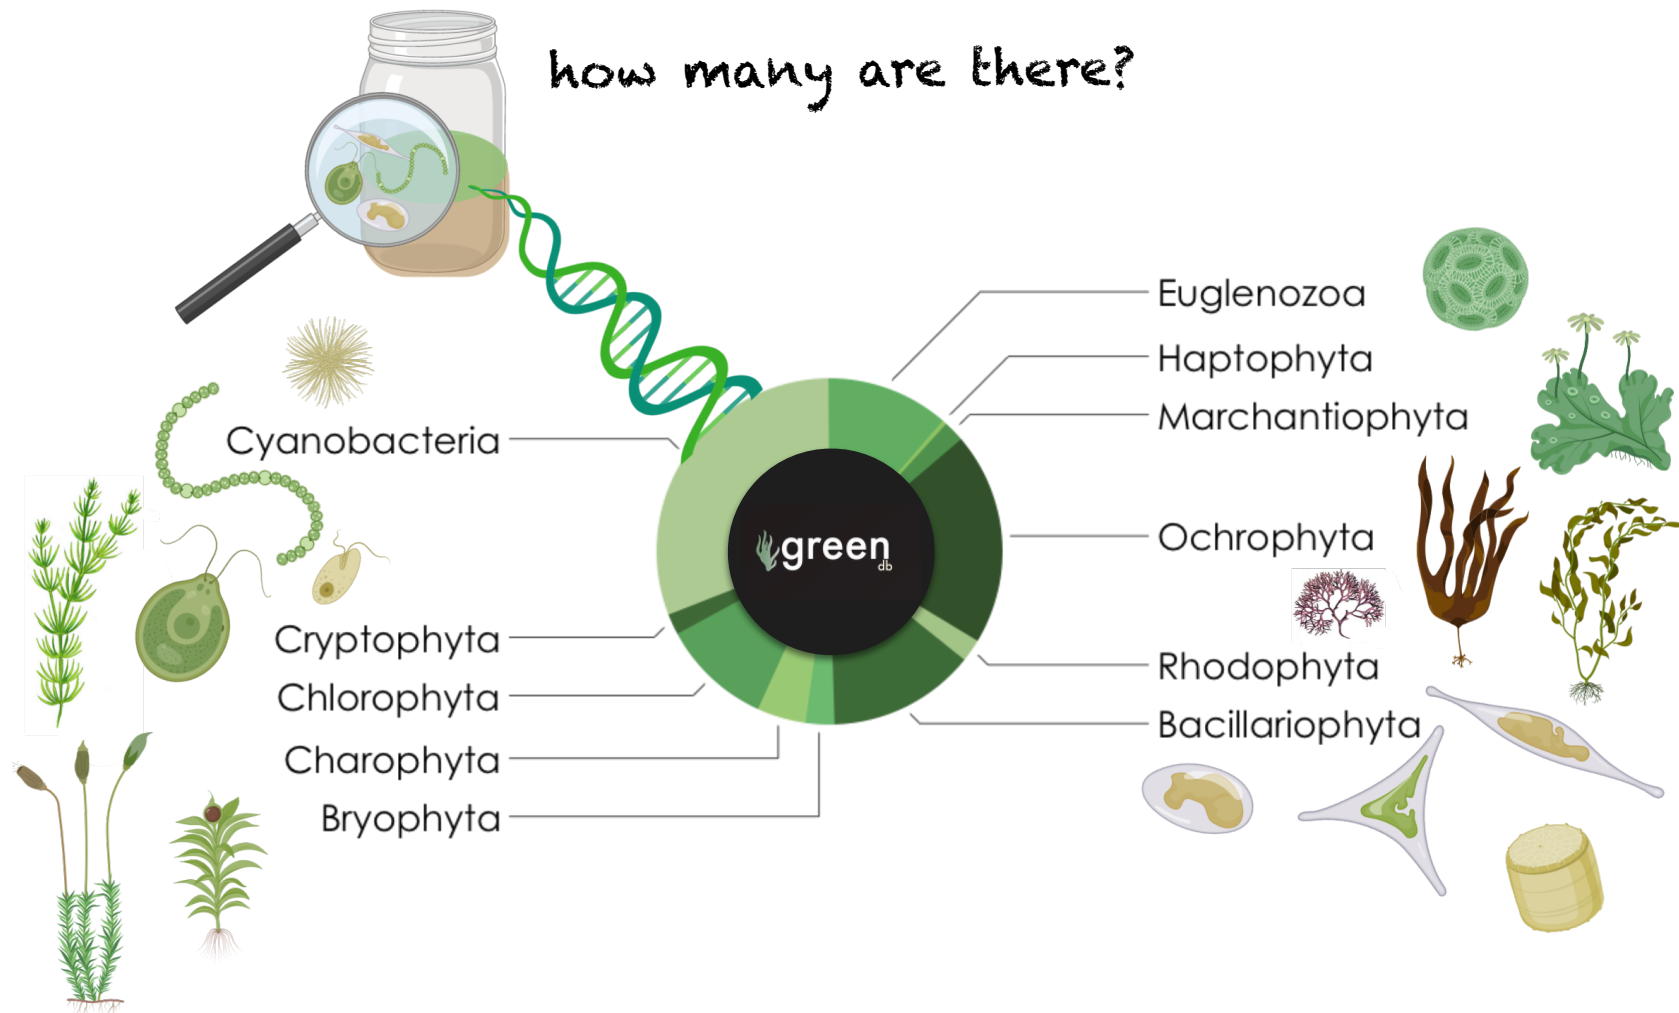 how many are there?
Euglenozoa
Haptophyta
Marchantiophyta
Cyanobacteria
Ochrophyta
green
db
Cryptophyta
Rhodophyta
Chlorophyta
Bacillariophyta
Charophyta
Bryophyta